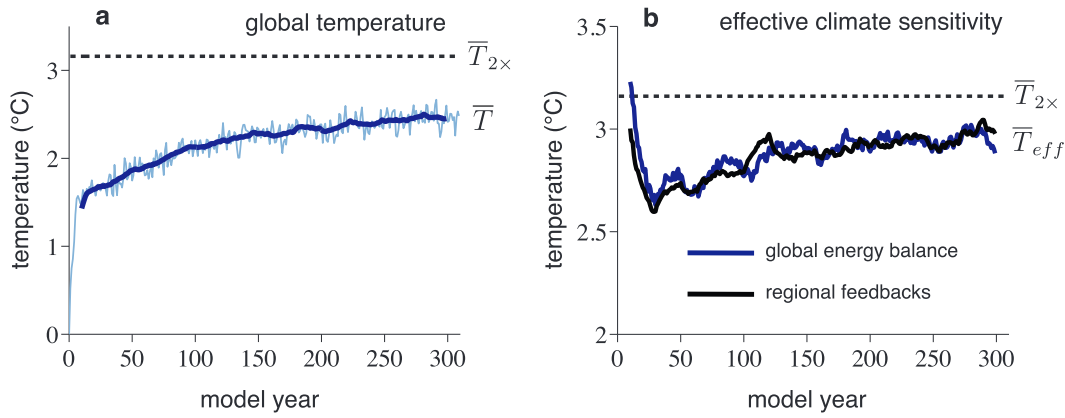 a global temperature
3
2
1
0
0 50 100 150 200 250 300
temperature (°C)
model year
T̅2×
T̅
b effective climate sensitivity
3.5
3.0
2.5
2
0 50 100 150 200 250 300
temperature (°C)
model year
T̅2×
T̅eff
global energy balance
regional feedbacks